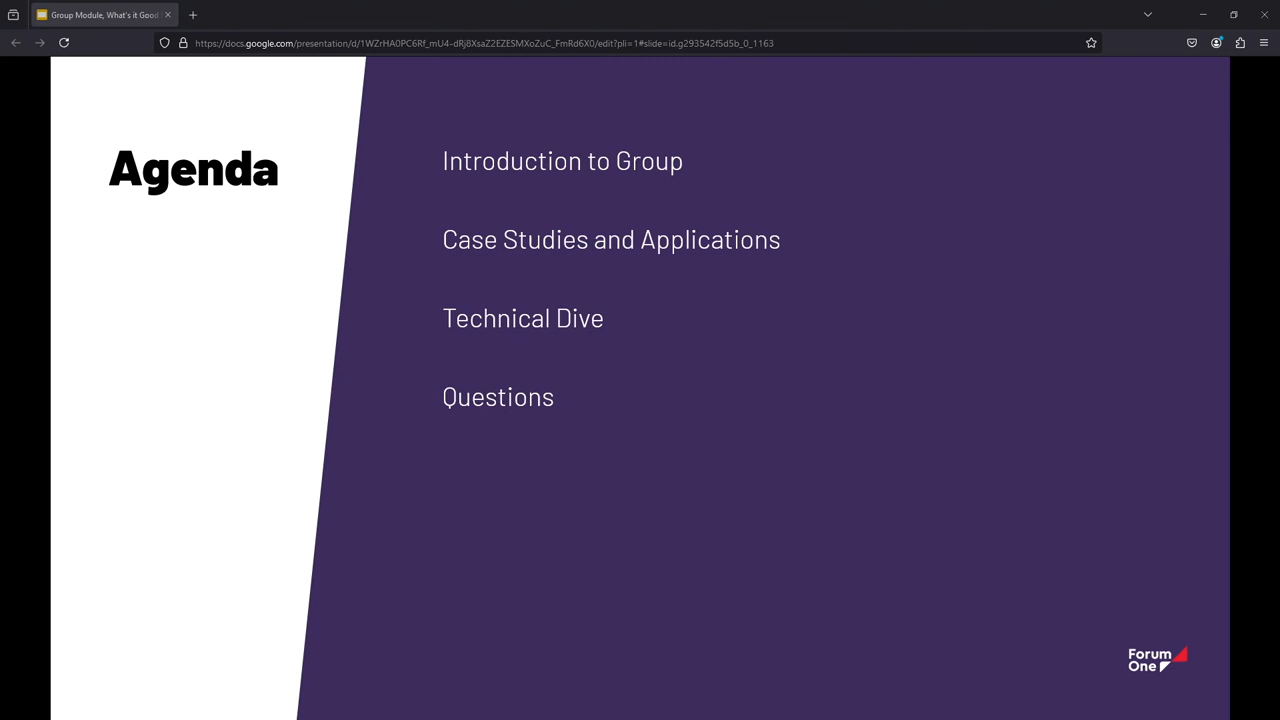 Group Module, What's it Good
https://docs.google.com/presentation/d/1WZrHA0PC6Rf_mU4-dRj8XsaZ2EZESMXoZuC_FmRd6X0/edit?pli=1#slide=id.g293542f5d5b_0_1163
Agenda
Introduction to Group
Case Studies and Applications
Technical Dive
Questions
Forum
One